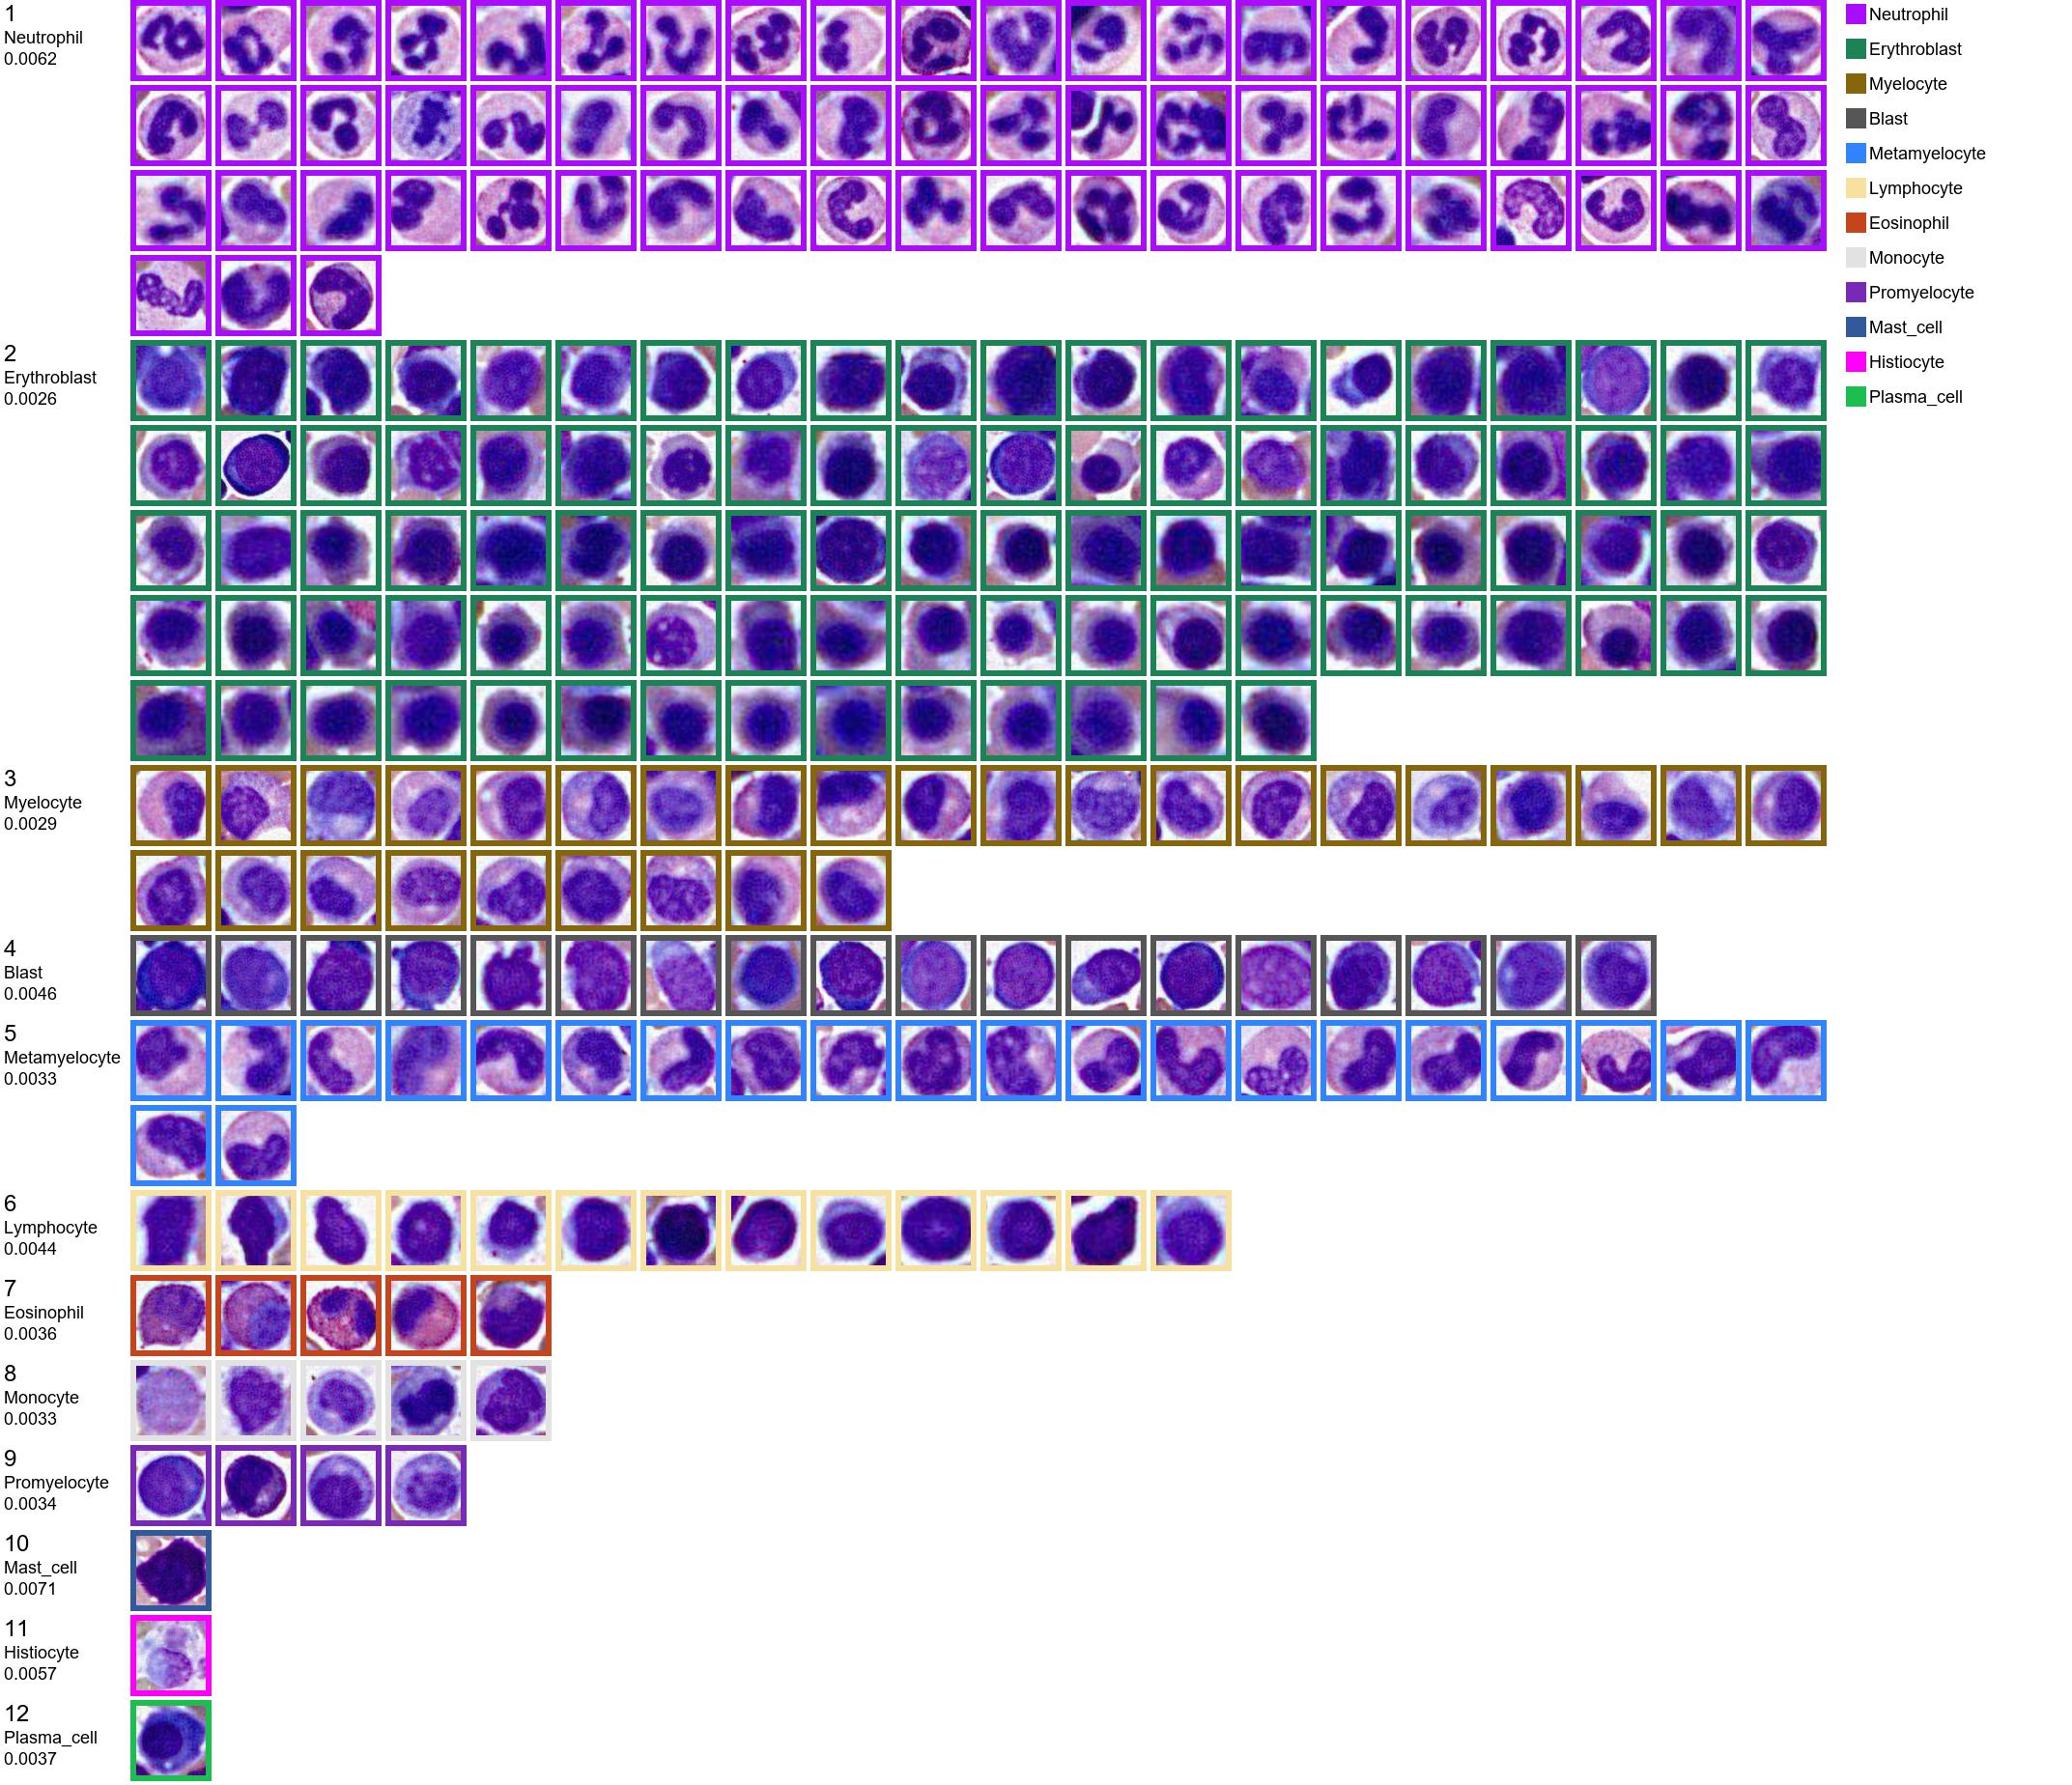 1
Neutrophil
0.0062
2
Erythroblast
0.0026
3
Myelocyte
0.0029
4
Blast
0.0046
5
Metamyelocyte
0.0033
6
Lymphocyte
0.0044
7
Eosinophil
0.0036
8
Monocyte
0.0033
9
Promyelocyte
0.0034
10
Mast_cell
0.0071
11
Histiocyte
0.0057
12
Plasma_cell
0.0037
Neutrophil
Erythroblast
Myelocyte
Blast
Metamyelocyte
Lymphocyte
Eosinophil
Monocyte
Promyelocyte
Mast_cell
Histiocyte
Plasma_cell